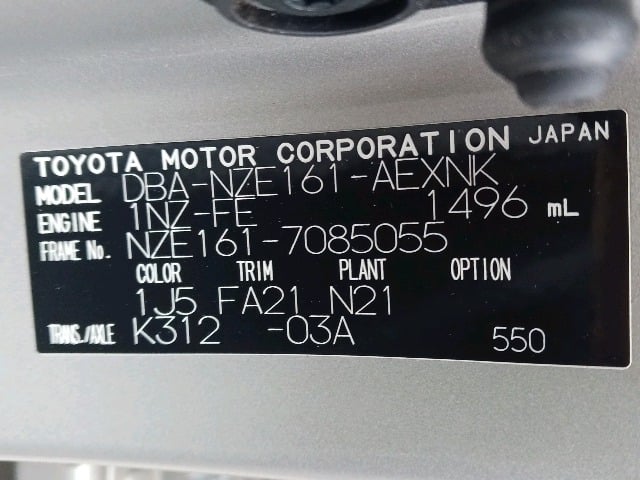 TOYOTA MOTOR CORPORATION JAPAN
MODEL DBA-NZE161-AEXNK
ENGINE 1NZ-FE 1496 mL
FRAME No. NZE161-7085055
COLOR TRIM PLANT OPTION
1J5 FA21 N21
TRANS./AXLE K312 -03A 550